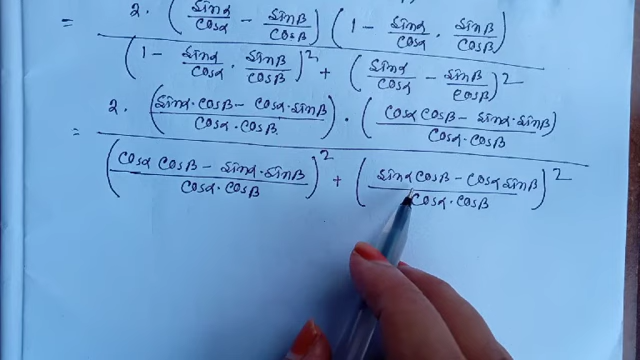 = 2. (sinα/cosα − sinβ/cosβ) (1 − sinα/cosα · sinβ/cosβ)
(1 − sinα/cosα · sinβ/cosβ)² + (sinα/cosα − sinβ/cosβ)²
= 2. (sinα·cosβ − cosα·sinβ / cosα·cosβ) · (cosα cosβ − sinα·sinβ / cosα·cosβ)
(cosα cosβ − sinα·sinβ / cosα·cosβ)² + (sinα cosβ − cosα sinβ / cosα·cosβ)²